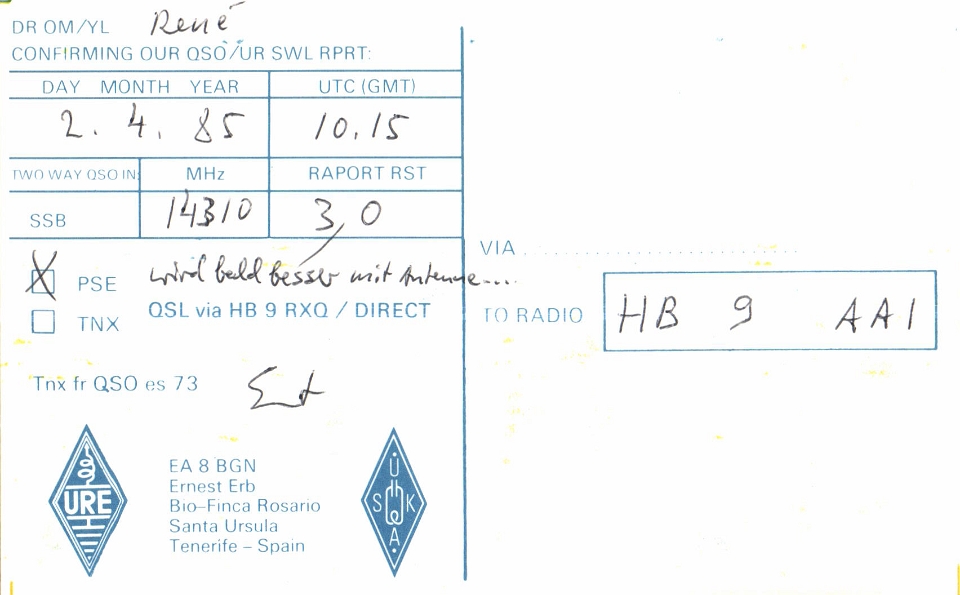 DR OM/YL René
CONFIRMING OUR QSO/UR SWL RPRT:
DAY MONTH YEAR UTC (GMT)
2. 4. 85 10.15
TWO WAY QSO IN: MHz RAPORT RST
SSB 14310 3,0
PSE wird bald besser mit Antenne....
QSL via HB 9 RXQ / DIRECT
TNX
Tnx fr QSO es 73
URE
EA 8 BGN
Ernest Erb
Bio-Finca Rosario
Santa Ursula
Tenerife – Spain
U
S K
A
VIA
TO RADIO HB 9 AAI